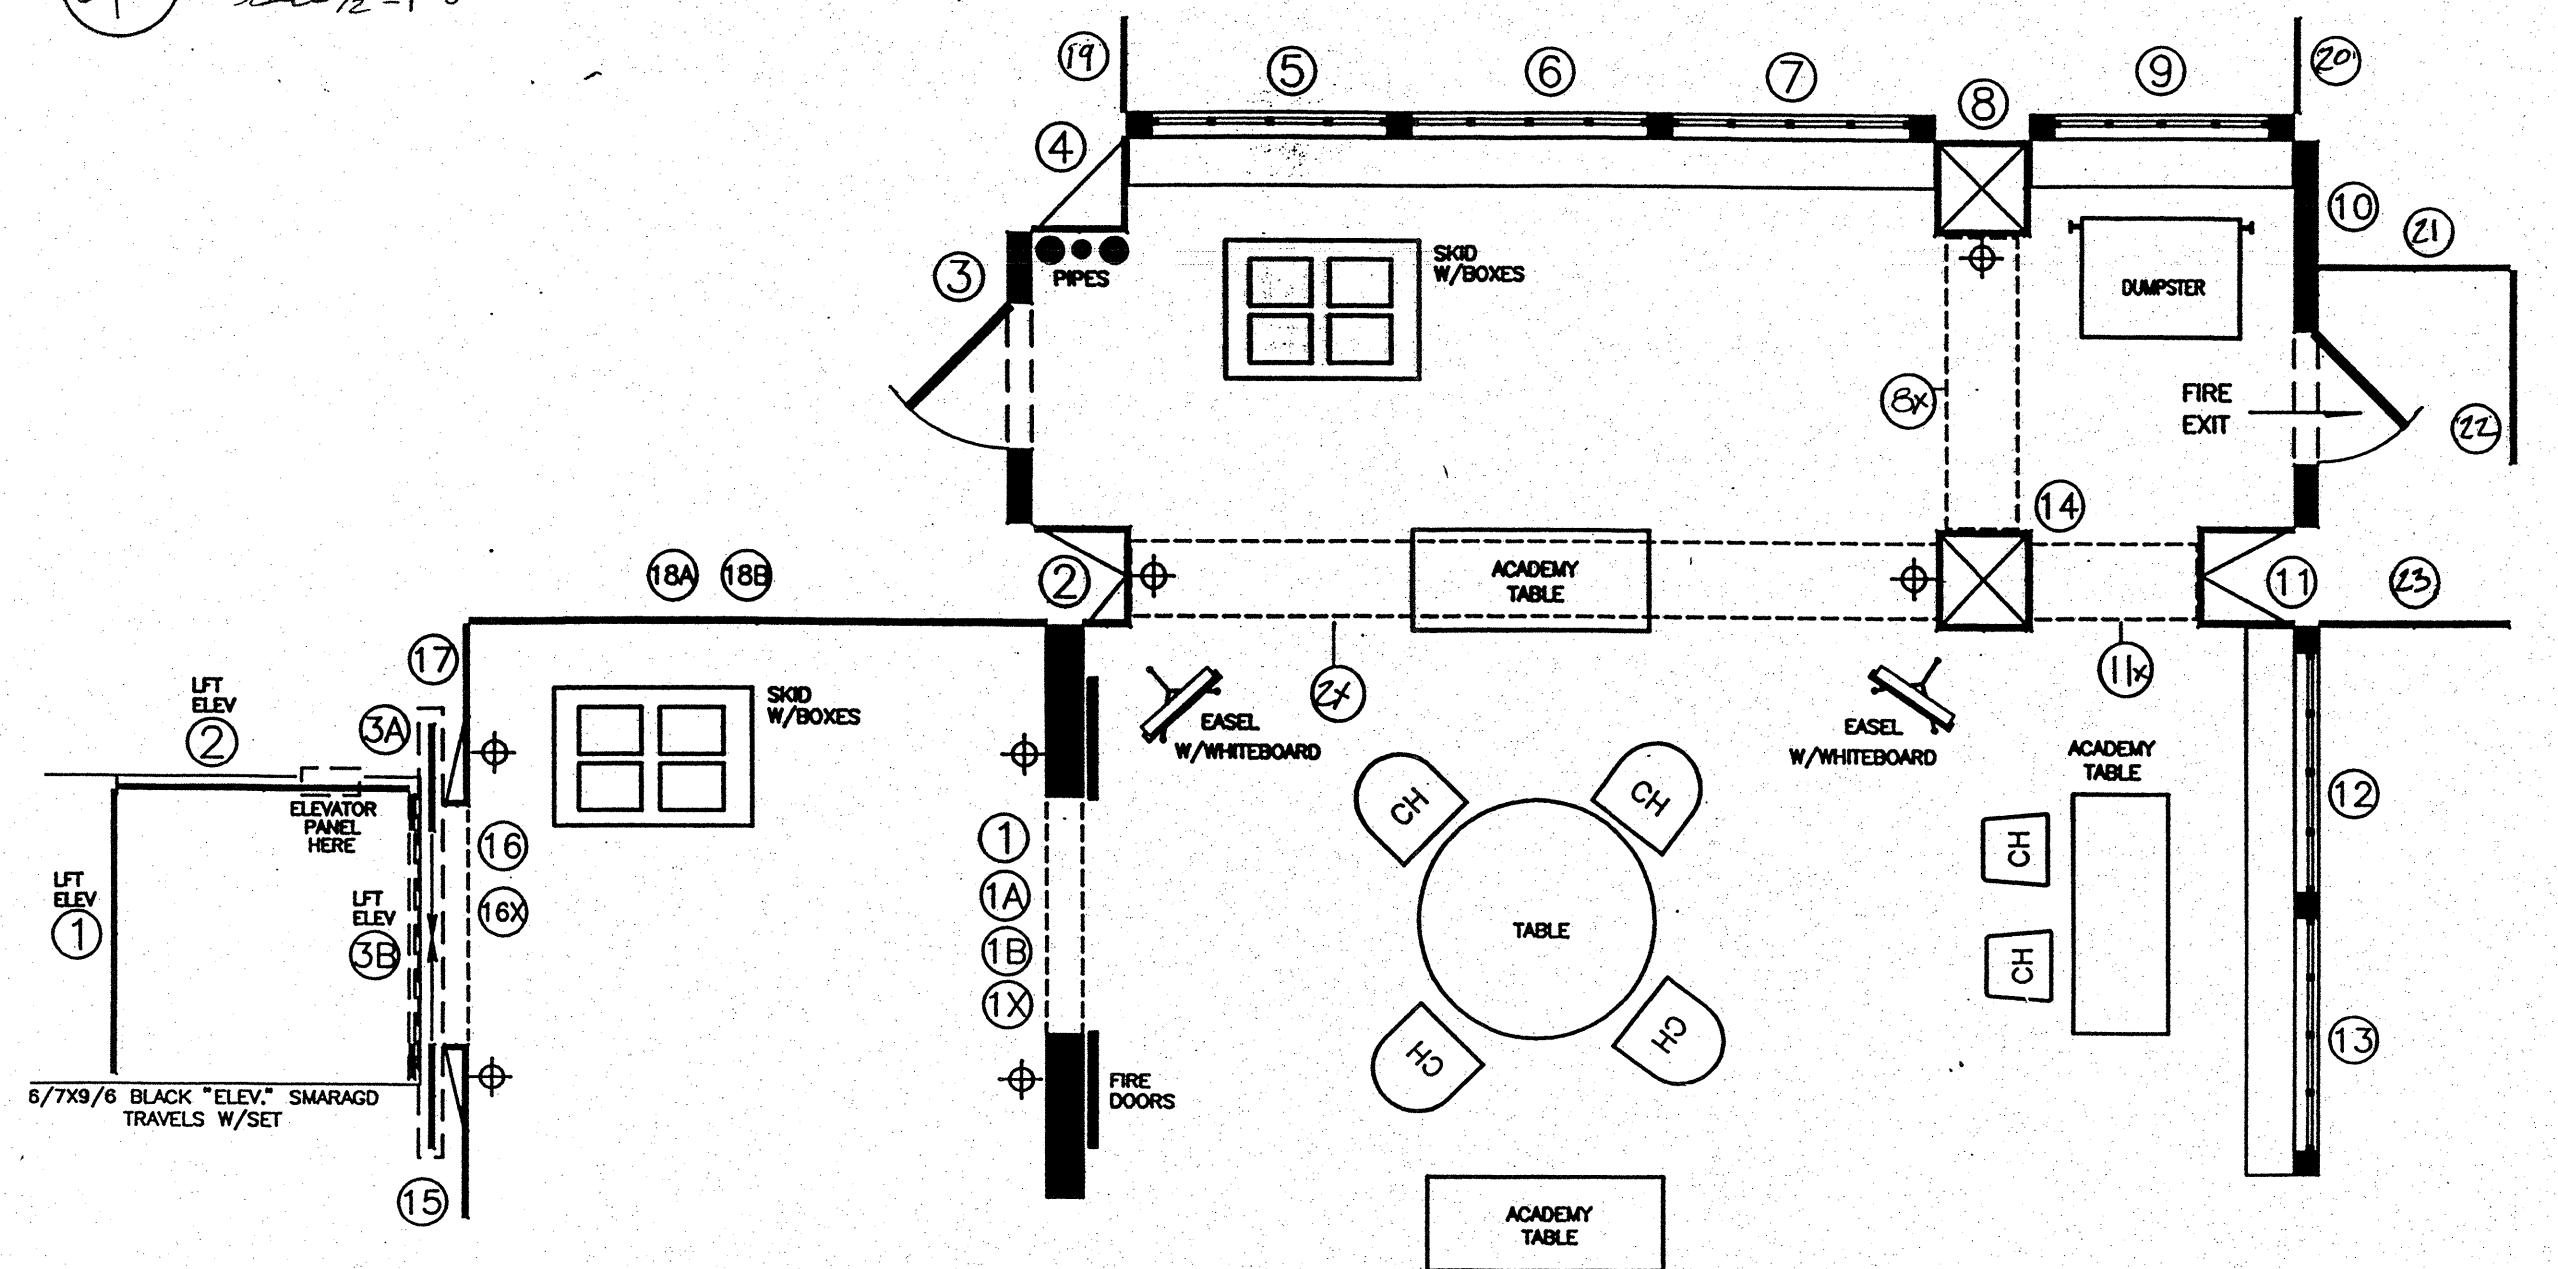 19
5
6
7
8
9
20
4
10
21
3
PIPES
SKID
W/BOXES
DUMPSTER
8X
FIRE
EXIT
22
14
18A
18B
2
ACADEMY
TABLE
11
23
17
LFT
ELEV
2
3A
SKID
W/BOXES
EASEL
W/WHITEBOARD
2X
EASEL
W/WHITEBOARD
11X
ACADEMY
TABLE
ELEVATOR
PANEL
HERE
16
16X
1
1A
1B
1X
CH
CH
CH
CH
TABLE
CH
CH
12
13
LFT
ELEV
1
LFT
ELEV
3B
6/7X9/6 BLACK "ELEV." SMARAGD
TRAVELS W/SET
15
FIRE
DOORS
ACADEMY
TABLE